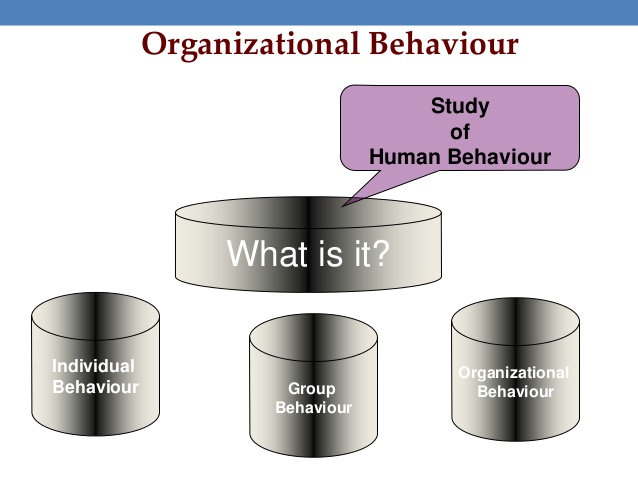 Organizational Behaviour
Study
of
Human Behaviour
What is it?
Individual
Behaviour
Group
Behaviour
Organizational
Behaviour